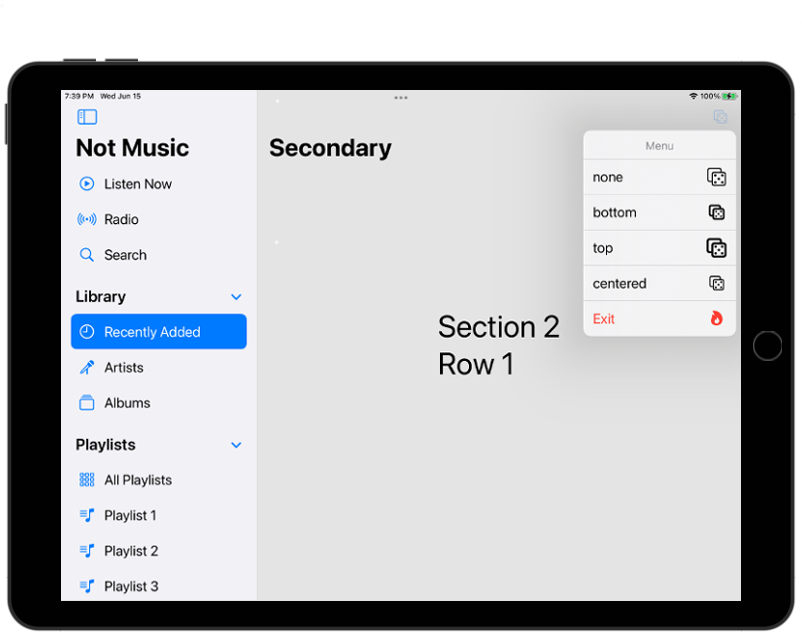 7:39 PM Wed Jun 15
100%
Not Music
Listen Now
Radio
Search
Library
Recently Added
Artists
Albums
Playlists
All Playlists
Playlist 1
Playlist 2
Playlist 3
Secondary
Section 2
Row 1
Menu
none
bottom
top
centered
Exit